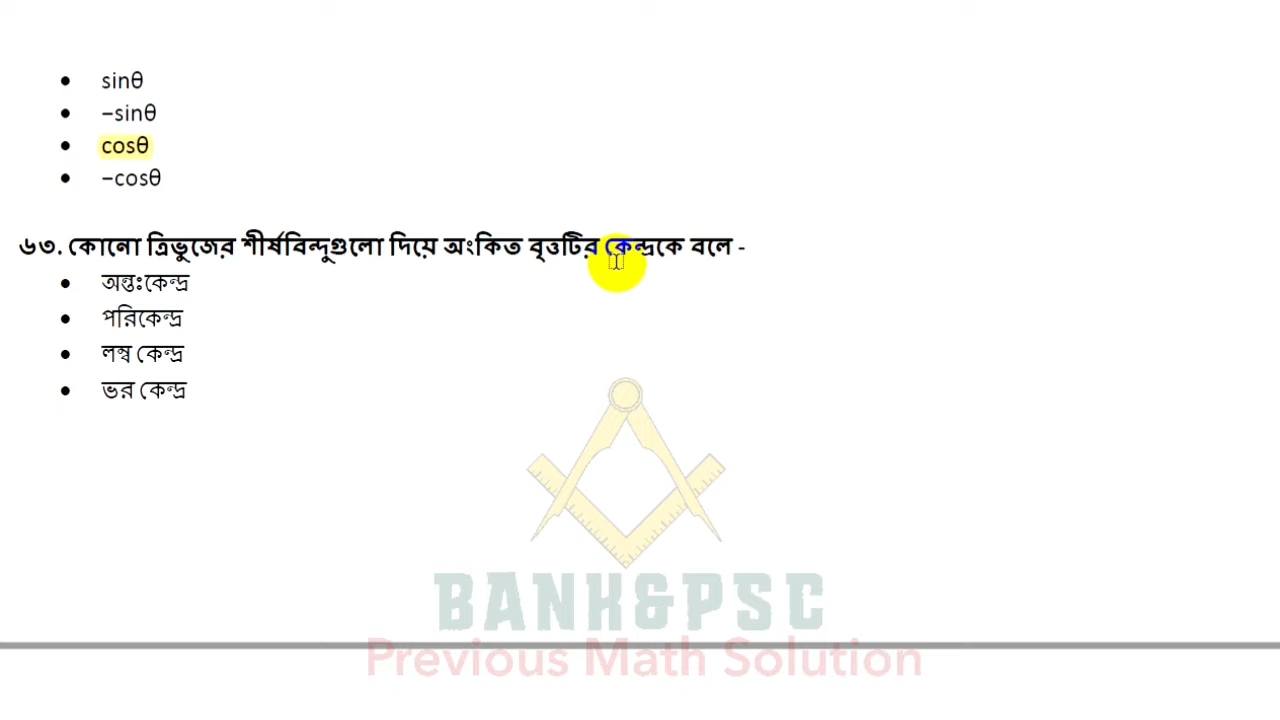 • sinθ
• −sinθ
• cosθ
• −cosθ
৬৩. কোনো ত্রিভুজের শীর্ষবিন্দুগুলো দিয়ে অংকিত বৃত্তটির কেন্দ্রকে বলে -
• অন্তঃকেন্দ্র
• পরিকেন্দ্র
• লম্ব কেন্দ্র
• ভর কেন্দ্র
BANK&PSC
Previous Math Solution